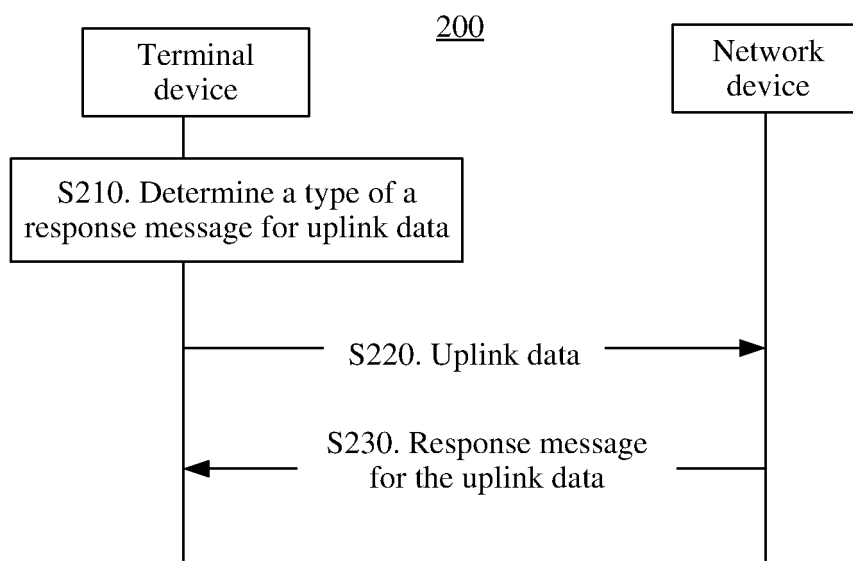 200
Terminal
device
Network
device
S210. Determine a type of a
response message for uplink data
S220. Uplink data
S230. Response message
for the uplink data